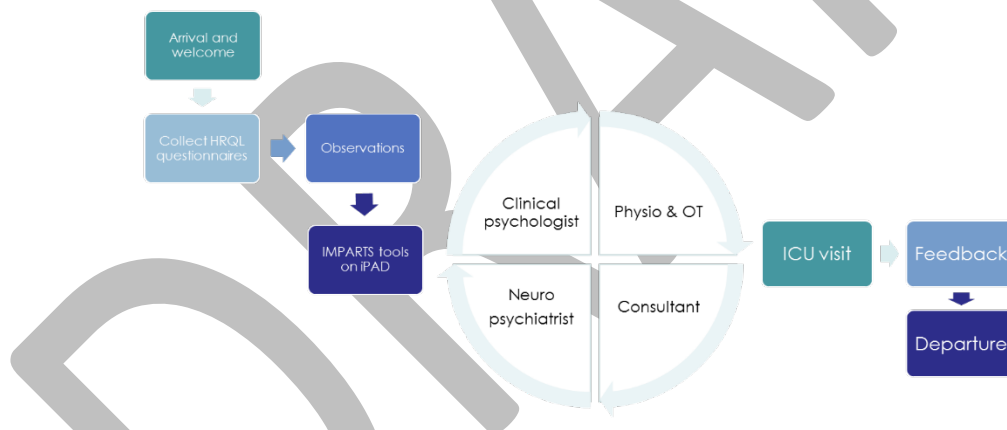 Arrival and
welcome
Collect HRQL
questionnaires
Observations
IMPARTS tools
on iPAD
Clinical
psychologist
Physio & OT
Neuro
psychiatrist
Consultant
ICU visit
Feedback
Departure
DRAFT